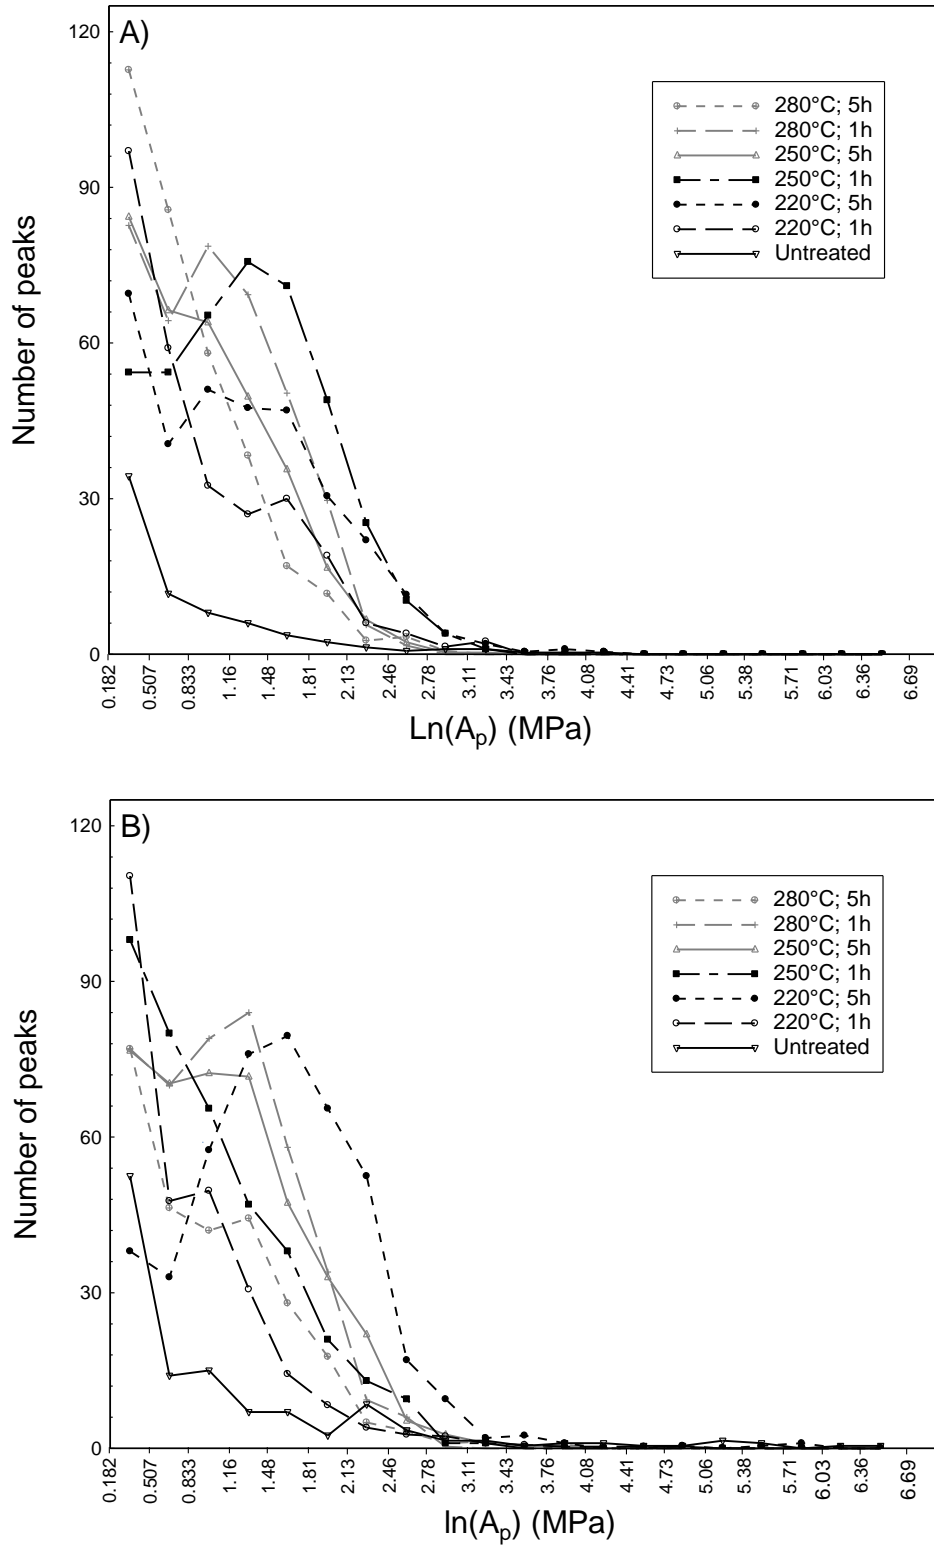 A)
120
90
60
30
0
Number of peaks
280°C; 5h
280°C; 1h
250°C; 5h
250°C; 1h
220°C; 5h
220°C; 1h
Untreated
0.182 0.507 0.833 1.16 1.48 1.81 2.13 2.46 2.78 3.11 3.43 3.76 4.08 4.41 4.73 5.06 5.38 5.71 6.03 6.36 6.69
Ln(Ap) (MPa)
B)
120
90
60
30
0
Number of peaks
280°C; 5h
280°C; 1h
250°C; 5h
250°C; 1h
220°C; 5h
220°C; 1h
Untreated
0.182 0.507 0.833 1.16 1.48 1.81 2.13 2.46 2.78 3.11 3.43 3.76 4.08 4.41 4.73 5.06 5.38 5.71 6.03 6.36 6.69
ln(Ap) (MPa)